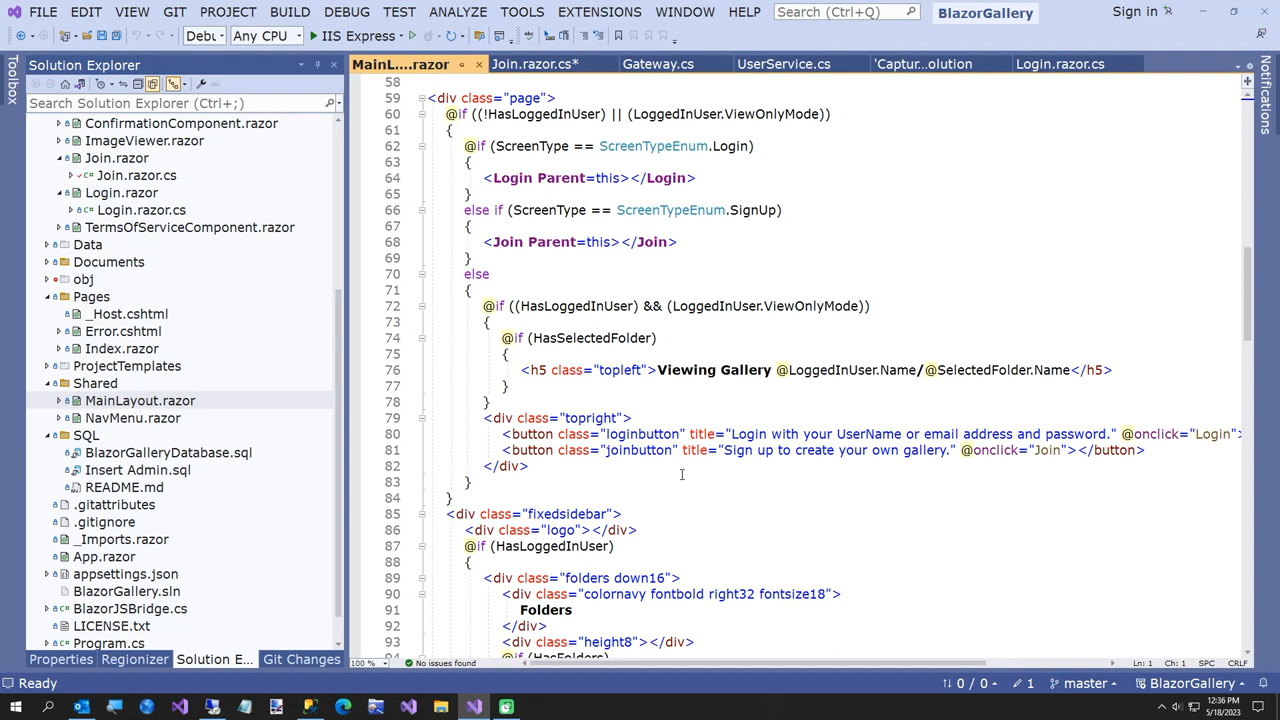 FILE EDIT VIEW GIT PROJECT BUILD DEBUG TEST ANALYZE TOOLS EXTENSIONS WINDOW HELP Search (Ctrl+Q) BlazorGallery Sign in
Debu Any CPU IIS Express
Toolbox
Solution Explorer
Search Solution Explorer (Ctrl+;)
ConfirmationComponent.razor
ImageViewer.razor
Join.razor
Join.razor.cs
Login.razor
Login.razor.cs
TermsOfServiceComponent.razor
Data
Documents
obj
Pages
_Host.cshtml
Error.cshtml
Index.razor
ProjectTemplates
Shared
MainLayout.razor
NavMenu.razor
SQL
BlazorGalleryDatabase.sql
Insert Admin.sql
README.md
.gitattributes
.gitignore
_Imports.razor
App.razor
appsettings.json
BlazorGallery.sln
BlazorJSBridge.cs
LICENSE.txt
Program.cs
Properties Regionizer Solution E... Git Changes
MainL....razor Join.razor.cs* Gateway.cs UserService.cs 'Captur...olution Login.razor.cs
58
59 <div class="page">
60 @if ((!HasLoggedInUser) || (LoggedInUser.ViewOnlyMode))
61 {
62 @if (ScreenType == ScreenTypeEnum.Login)
63 {
64 <Login Parent=this></Login>
65 }
66 else if (ScreenType == ScreenTypeEnum.SignUp)
67 {
68 <Join Parent=this></Join>
69 }
70 else
71 {
72 @if ((HasLoggedInUser) && (LoggedInUser.ViewOnlyMode))
73 {
74 @if (HasSelectedFolder)
75 {
76 <h5 class="topleft">Viewing Gallery @LoggedInUser.Name/@SelectedFolder.Name</h5>
77 }
78 }
79 <div class="topright">
80 <button class="loginbutton" title="Login with your UserName or email address and password." @onclick="Login">
81 <button class="joinbutton" title="Sign up to create your own gallery." @onclick="Join"></button>
82 </div>
83 }
84 }
85 <div class="fixedsidebar">
86 <div class="logo"></div>
87 @if (HasLoggedInUser)
88 {
89 <div class="folders down16">
90 <div class="colornavy fontbold right32 fontsize18">
91 Folders
92 </div>
93 <div class="height8"></div>
@if (HasFolders)
100 % No issues found Ln: 1 Ch: 1 SPC CRLF
Notifications
Ready 0 / 0 1 master BlazorGallery
12:36 PM
5/18/2023